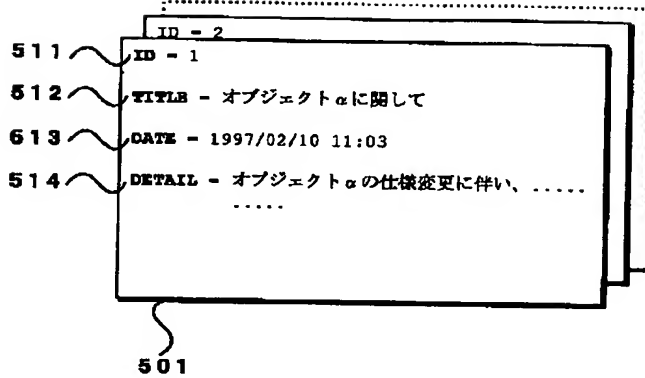 ID - 2
511 ID - 1
512 TITLE - オブジェクトαに関して
613 DATE - 1997/02/10 11:03
514 DETAIL - オブジェクトαの仕様変更に伴い、.....
.....
501